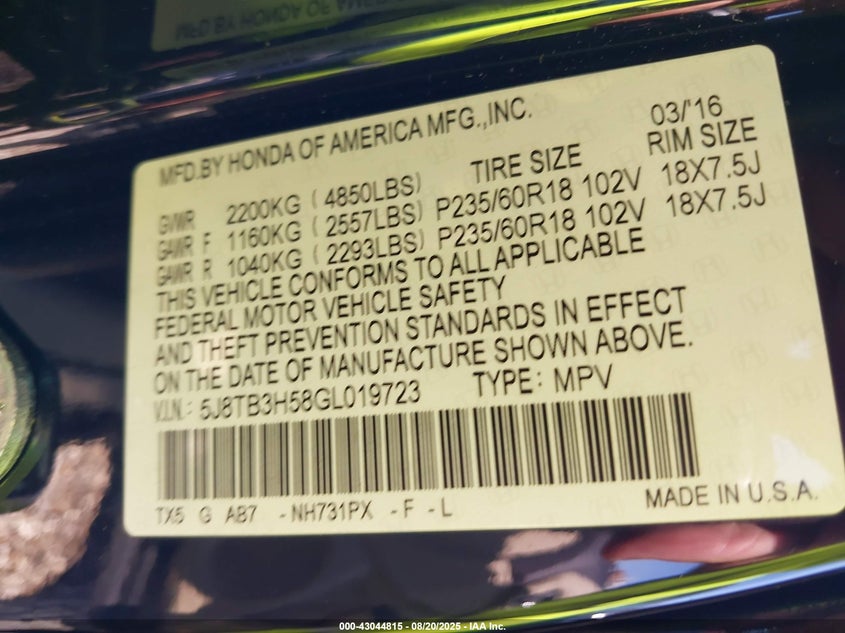 MFD.BY HONDA OF AMERICA MFG.,INC. 03/'16
TIRE SIZE RIM SIZE
GVWR 2200KG ( 4850LBS)
GAWR F 1160KG ( 2557LBS) P235/60R18 102V 18X7.5J
GAWR R 1040KG ( 2293LBS) P235/60R18 102V 18X7.5J
THIS VEHICLE CONFORMS TO ALL APPLICABLE
FEDERAL MOTOR VEHICLE SAFETY
AND THEFT PREVENTION STANDARDS IN EFFECT
ON THE DATE OF MANUFACTURE SHOWN ABOVE.
V.I.N.: 5J8TB3H58GL019723 TYPE: MPV
TX5 G AB7 -NH731PX -F -L MADE IN U.S.A.
000-43044815 - 08/20/2025 - IAA Inc.